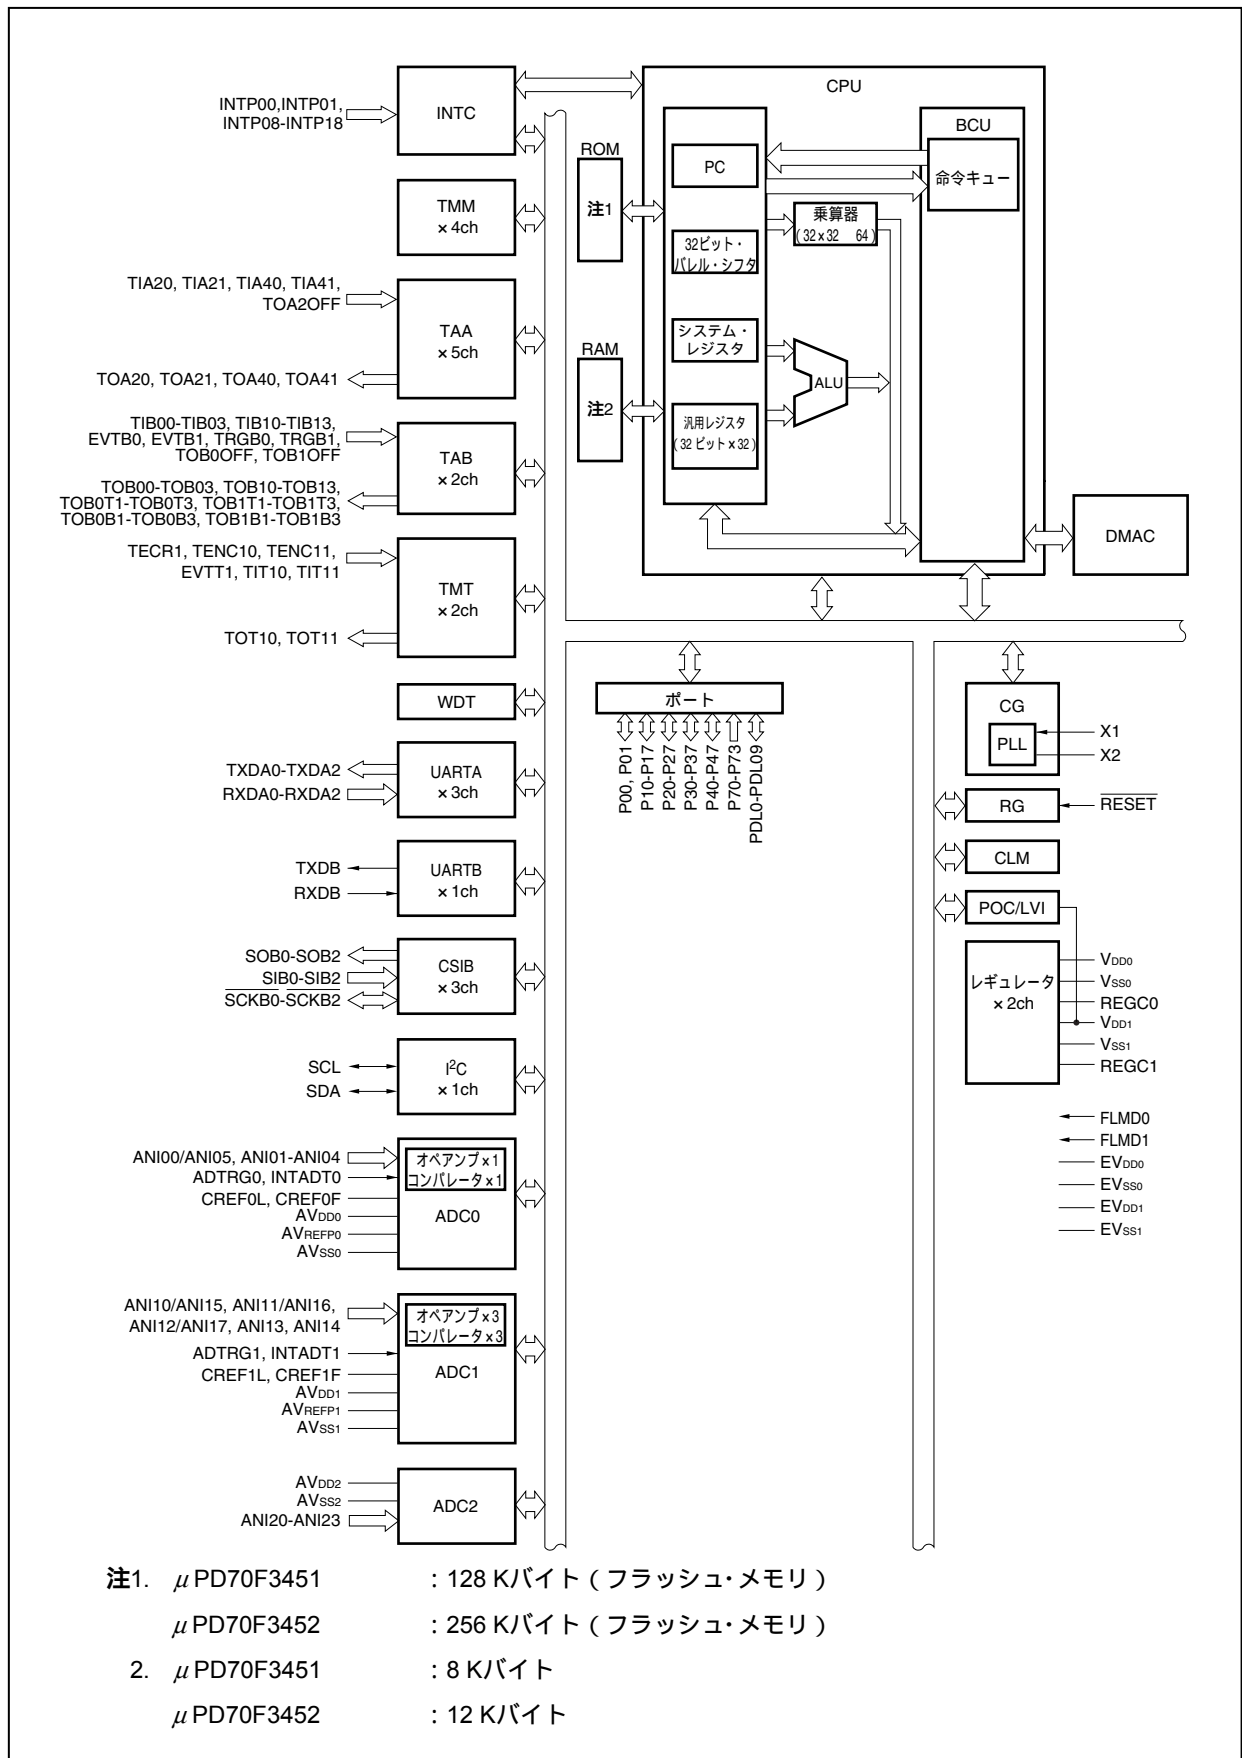 INTP00,INTP01,
INTP08-INTP18
INTC
TMM
×4ch
TIA20, TIA21, TIA40, TIA41,
TOA2OFF
TAA
×5ch
TOA20, TOA21, TOA40, TOA41
TIB00-TIB03, TIB10-TIB13,
EVTB0, EVTB1, TRGB0, TRGB1,
TOB0OFF, TOB1OFF
TAB
×2ch
TOB00-TOB03, TOB10-TOB13,
TOB0T1-TOB0T3, TOB1T1-TOB1T3,
TOB0B1-TOB0B3, TOB1B1-TOB1B3
TECR1, TENC10, TENC11,
EVTT1, TIT10, TIT11
TMT
×2ch
TOT10, TOT11
WDT
TXDA0-TXDA2
RXDA0-RXDA2
UARTA
×3ch
TXDB
RXDB
UARTB
×1ch
SOB0-SOB2
SIB0-SIB2
SCKB0-SCKB2
CSIB
×3ch
SCL
SDA
I²C
×1ch
ANI00/ANI05, ANI01-ANI04
ADTRG0, INTADT0
CREF0L, CREF0F
AVDD0
AVREFP0
AVSS0
オペアンプ×1
コンパレータ×1
ADC0
ANI10/ANI15, ANI11/ANI16,
ANI12/ANI17, ANI13, ANI14
ADTRG1, INTADT1
CREF1L, CREF1F
AVDD1
AVREFP1
AVSS1
オペアンプ×3
コンパレータ×3
ADC1
AVDD2
AVSS2
ANI20-ANI23
ADC2
ROM
注1
RAM
注2
CPU
PC
32ビット・
バレル・シフタ
システム・
レジスタ
汎用レジスタ
(32 ビット×32)
乗算器
(32×32 64)
ALU
BCU
命令キュー
DMAC
ポート
P00, P01
P10-P17
P20-P27
P30-P37
P40-P47
P70-P73
PDL0-PDL09
CG
PLL
X1
X2
RG
RESET
CLM
POC/LVI
レギュレータ
×2ch
VDD0
VSS0
REGC0
VDD1
VSS1
REGC1
FLMD0
FLMD1
EVDD0
EVSS0
EVDD1
EVSS1
注1. μPD70F3451 : 128 Kバイト(フラッシュ・メモリ)
μPD70F3452 : 256 Kバイト(フラッシュ・メモリ)
2. μPD70F3451 : 8 Kバイト
μPD70F3452 : 12 Kバイト